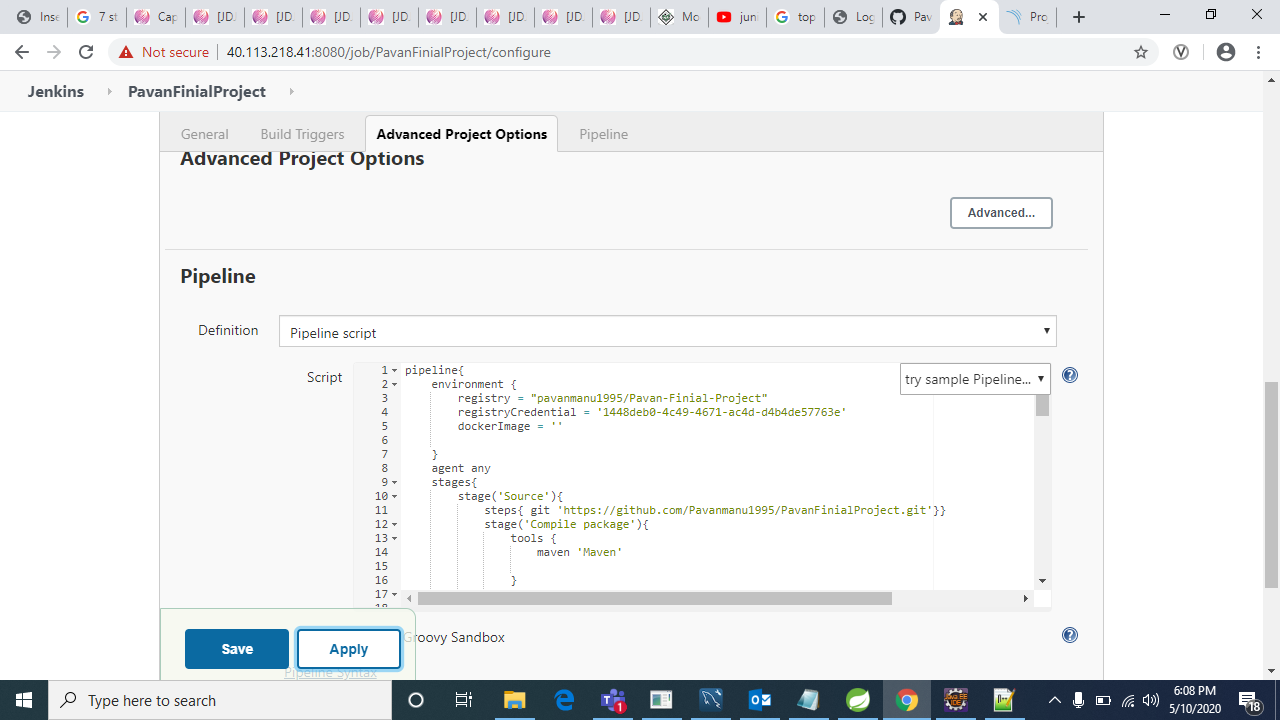 Inse
7 st
Cap
[JD.
[JD
[JD.
[JD.
[JD.
[JD.
[JD.
[JD.
Mo
jun
top
Log
Pav
Pro
Not secure
40.113.218.41:8080/job/PavanFinialProject/configure
Jenkins
PavanFinialProject
General
Build Triggers
Advanced Project Options
Pipeline
Advanced Project Options
Advanced...
Pipeline
Definition
Pipeline script
Script
try sample Pipeline...
1 pipeline{
2 environment {
3 registry = "pavanmanu1995/Pavan-Finial-Project"
4 registryCredential = '1448deb0-4c49-4671-ac4d-d4b4de57763e'
5 dockerImage = ''
6
7 }
8 agent any
9 stages{
10 stage('Source'){
11 steps{ git 'https://github.com/Pavanmanu1995/PavanFinialProject.git'}}
12 stage('Compile package'){
13 tools {
14 maven 'Maven'
15
16 }
17
18
Groovy Sandbox
Save
Apply
Pipeline Syntax
Type here to search
1
6:08 PM
5/10/2020
18